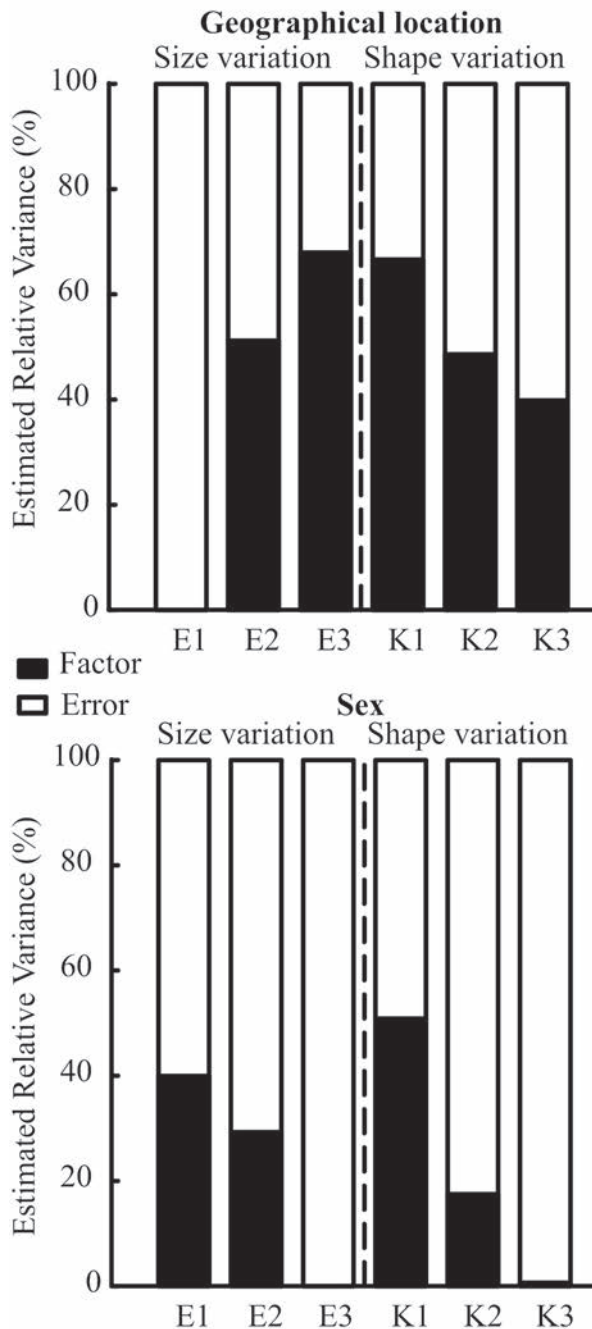 Geographical location
Size variation Shape variation
Estimated Relative Variance (%)
100
80
60
40
20
0
E1 E2 E3 K1 K2 K3
Factor
Error
Sex
Size variation Shape variation
Estimated Relative Variance (%)
100
80
60
40
20
0
E1 E2 E3 K1 K2 K3